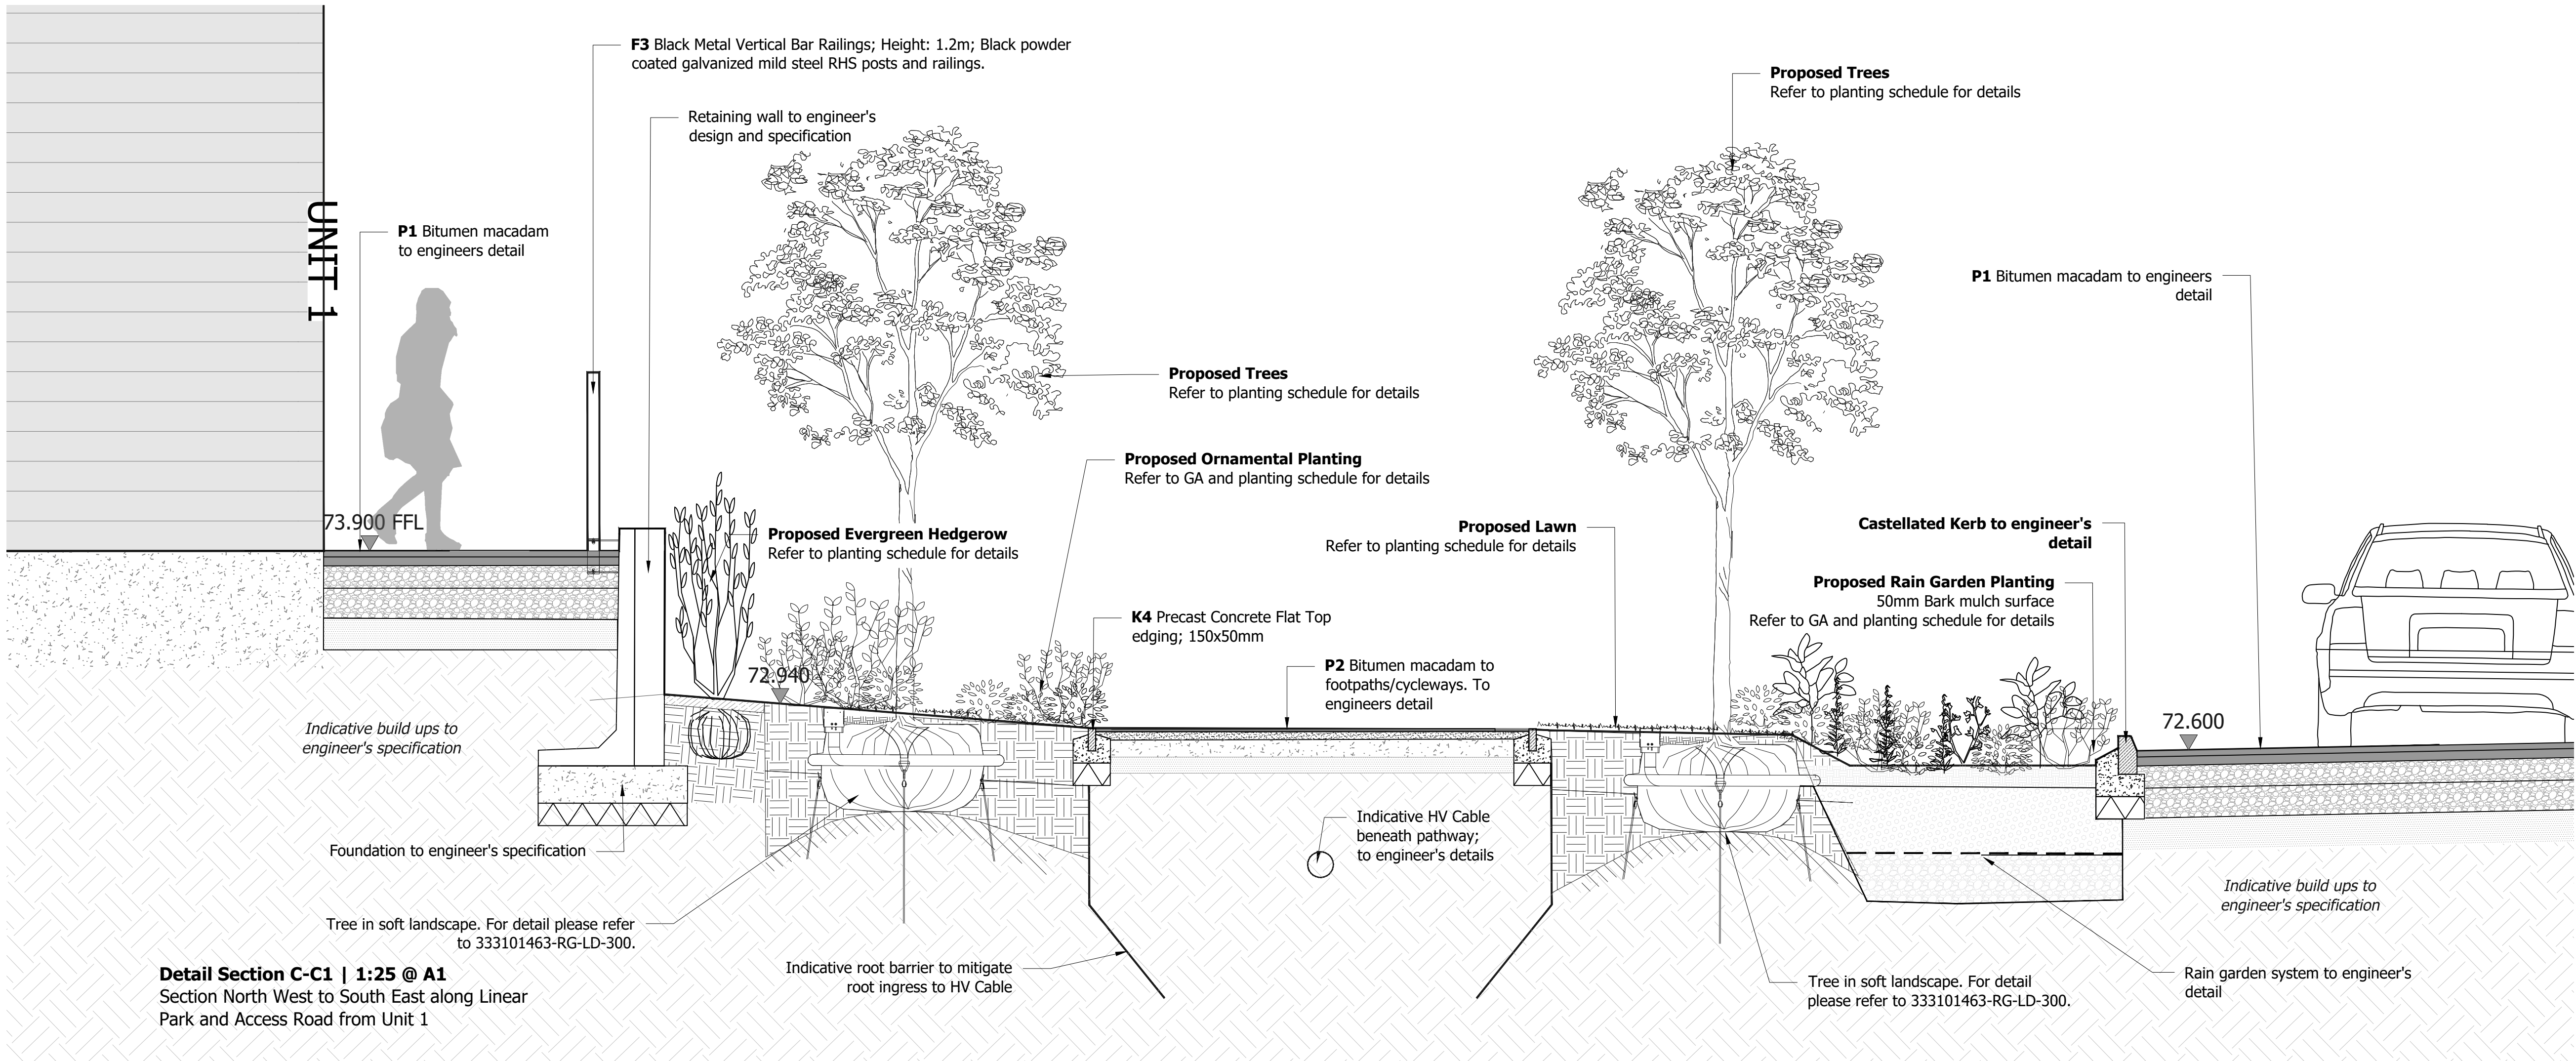 F3 Black Metal Vertical Bar Railings; Height: 1.2m; Black powder
coated galvanized mild steel RHS posts and railings.
Retaining wall to engineer's
design and specification
Proposed Trees
Refer to planting schedule for details
UNIT 1
P1 Bitumen macadam
to engineers detail
P1 Bitumen macadam to engineers
detail
Proposed Trees
Refer to planting schedule for details
Proposed Ornamental Planting
Refer to GA and planting schedule for details
73.900 FFL
Proposed Evergreen Hedgerow
Refer to planting schedule for details
Proposed Lawn
Refer to planting schedule for details
Castellated Kerb to engineer's
detail
Proposed Rain Garden Planting
50mm Bark mulch surface
Refer to GA and planting schedule for details
K4 Precast Concrete Flat Top
edging; 150x50mm
72.940
P2 Bitumen macadam to
footpaths/cycleways. To
engineers detail
72.600
Indicative build ups to
engineer's specification
Indicative HV Cable
beneath pathway;
to engineer's details
Foundation to engineer's specification
Indicative build ups to
engineer's specification
Tree in soft landscape. For detail please refer
to 333101463-RG-LD-300.
Indicative root barrier to mitigate
root ingress to HV Cable
Tree in soft landscape. For detail
please refer to 333101463-RG-LD-300.
Rain garden system to engineer's
detail
Detail Section C-C1 | 1:25 @ A1
Section North West to South East along Linear
Park and Access Road from Unit 1